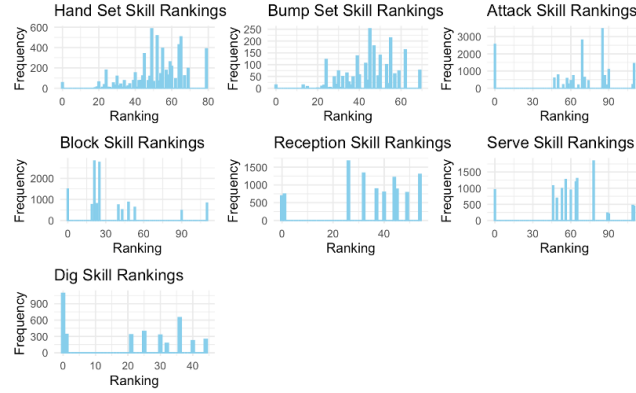 Hand Set Skill Rankings
Bump Set Skill Rankings
Attack Skill Rankings
Frequency
600
400
200
0
0
20
40
60
80
Ranking
Frequency
250
200
150
100
50
0
0
20
40
60
Ranking
Frequency
3000
2000
1000
0
0
30
60
90
Ranking
Block Skill Rankings
Reception Skill Rankings
Serve Skill Rankings
Frequency
2000
1000
0
0
30
60
90
Ranking
Frequency
1500
1000
500
0
0
20
40
Ranking
Frequency
1500
1000
500
0
0
30
60
90
Ranking
Dig Skill Rankings
Frequency
900
600
300
0
0
10
20
30
40
Ranking